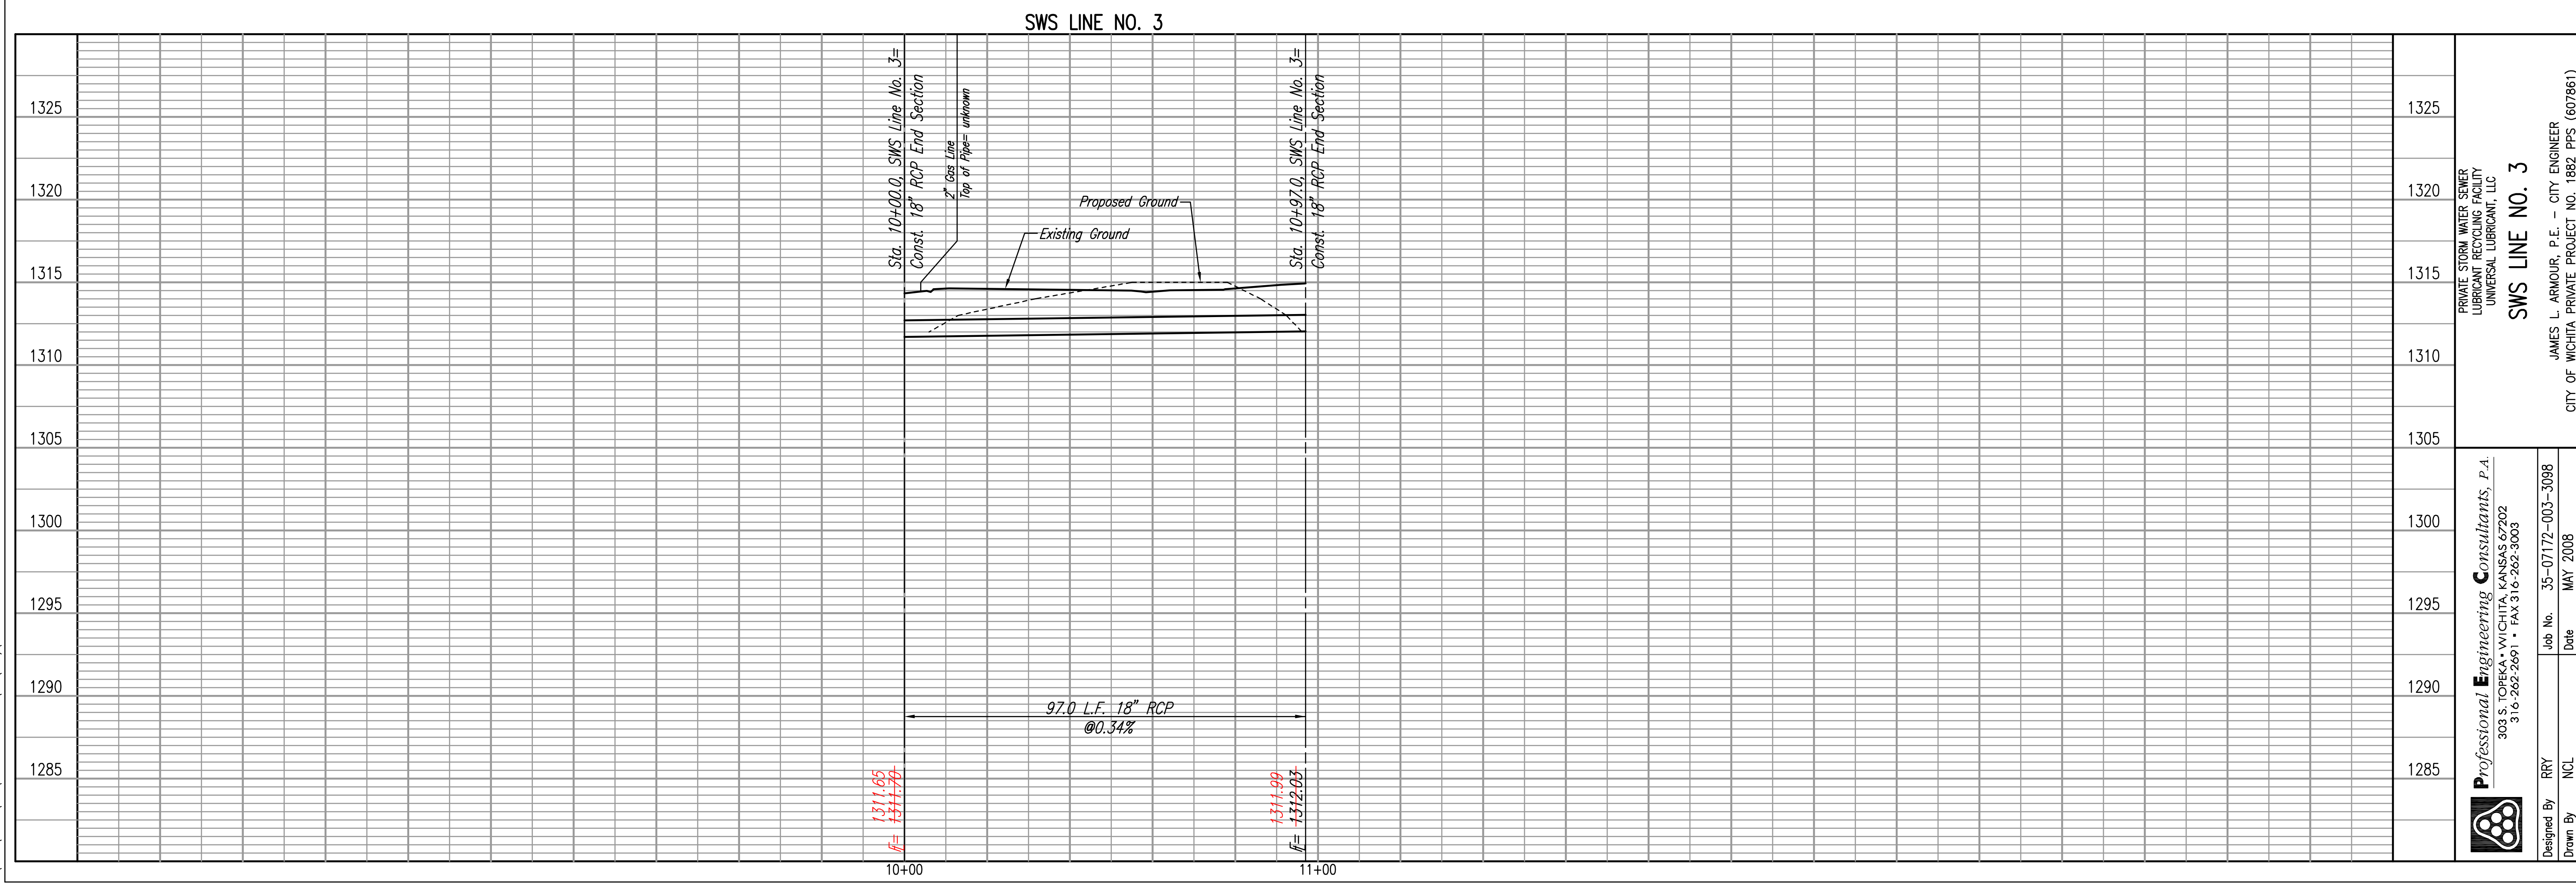 SWS LINE NO. 3
1325
1320
1315
1310
1305
1300
1295
1290
1285
Sta. 10+00.0, SWS Line No. 3=
Const. 18" RCP End Section
2" Gas Line
Top of Pipe= unknown
Existing Ground
Proposed Ground
Sta. 10+97.0, SWS Line No. 3=
Const. 18" RCP End Section
97.0 L.F. 18" RCP
@0.34%
1311.65
fl= 1311.70
1311.99
fl= 1312.03
10+00
11+00
1325
1320
1315
1310
1305
1300
1295
1290
1285
PRIVATE STORM WATER SEWER
LUBRICANT RECYCLING FACILITY
UNIVERSAL LUBRICANT, LLC
SWS LINE NO. 3
JAMES L. ARMOUR, P.E. - CITY ENGINEER
CITY OF WICHITA PRIVATE PROJECT NO. 1882 PPS (607861)
Professional Engineering Consultants, P.A.
303 S. TOPEKA • WICHITA, KANSAS 67202
316-262-2691 • FAX 316-262-3003
Designed By RRY Job No. 35-07172-003-3098
Drawn By NCL Date MAY 2008